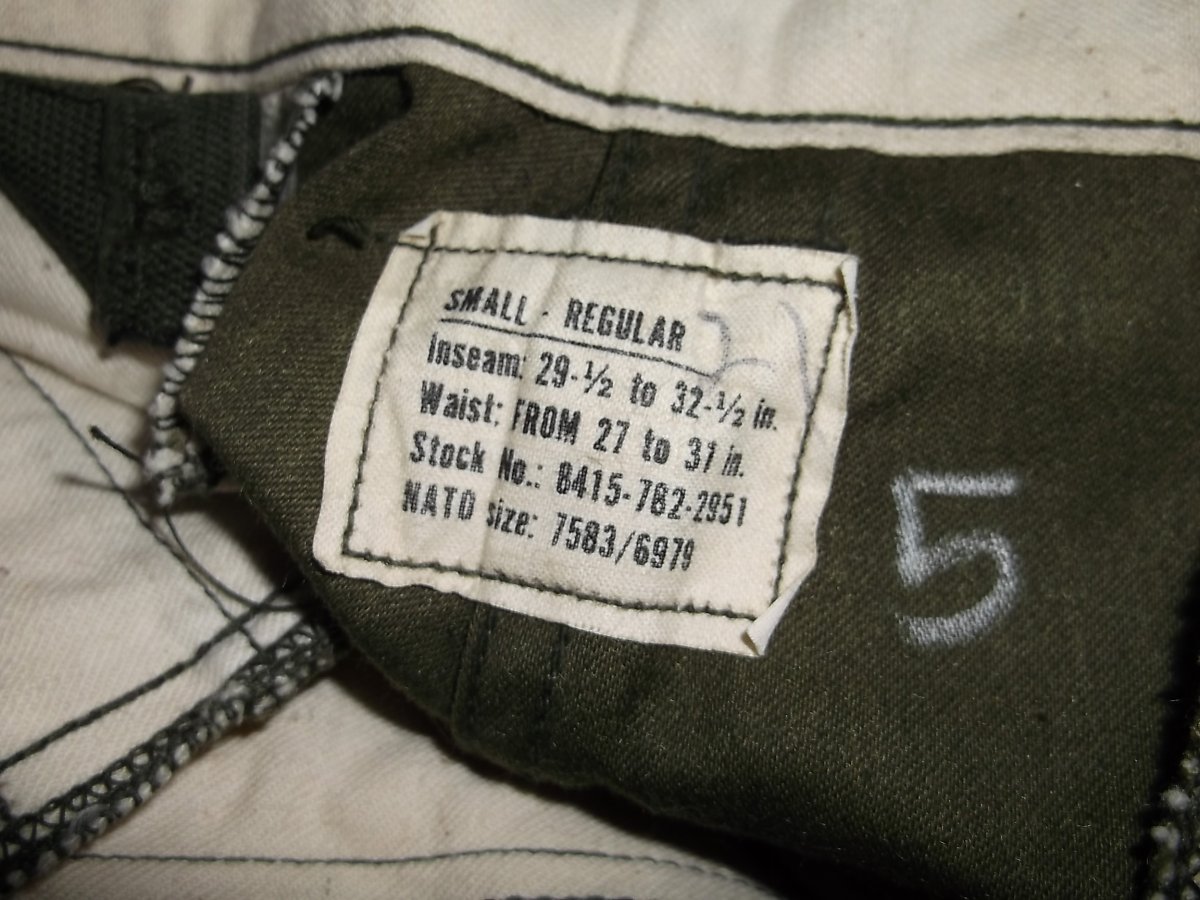 SMALL - REGULAR
Inseam: 29-½ to 32-½ in.
Waist: FROM 27 to 31 in.
Stock No.: 8415-782-2951
NATO size: 7583/6979
5